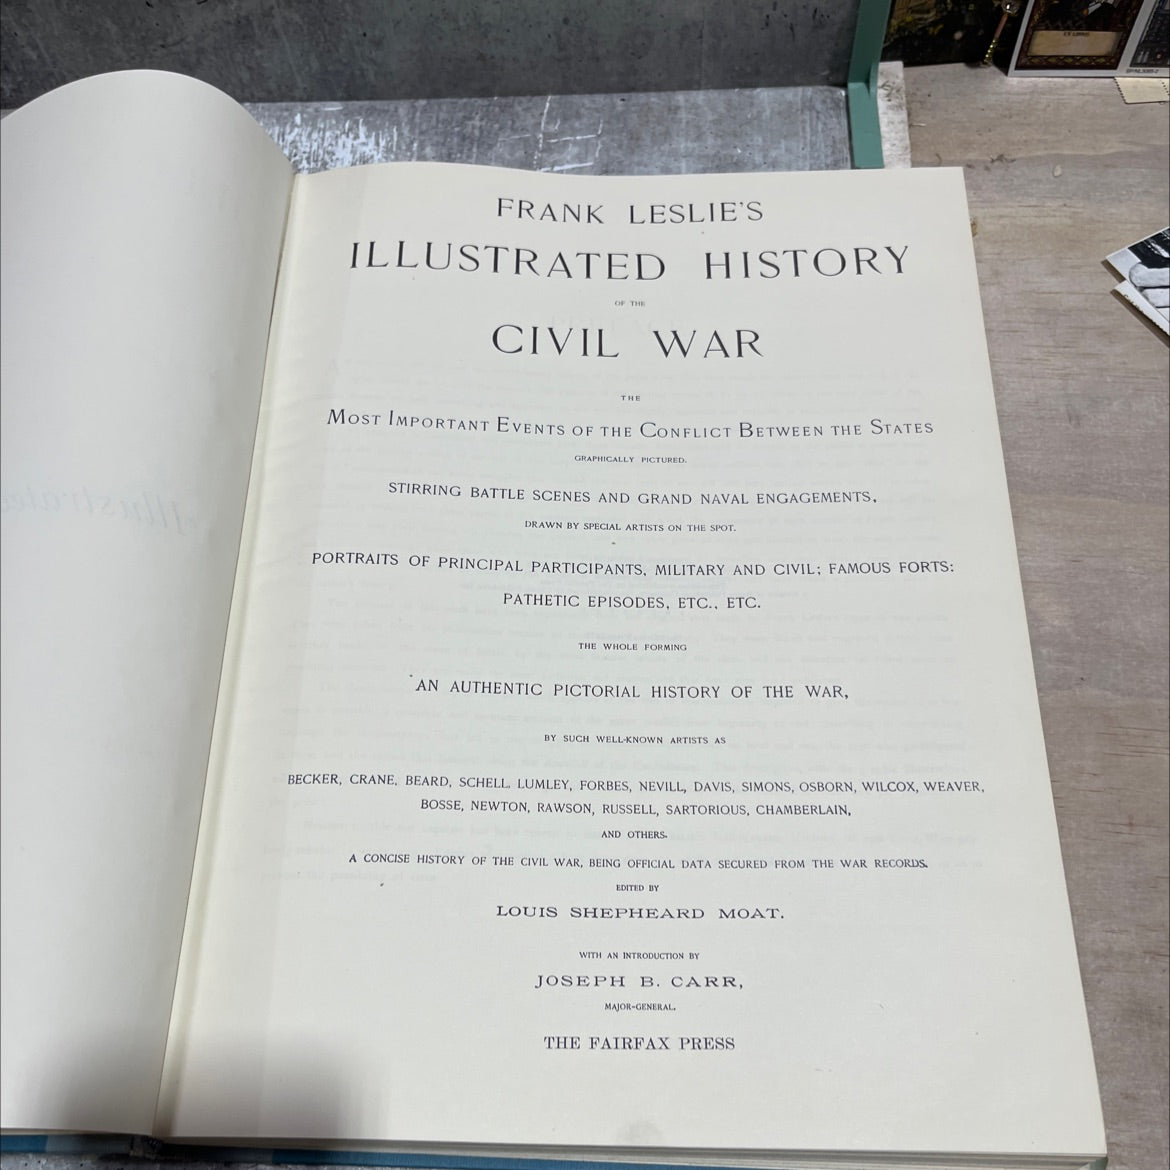 FRANK LESLIE'S
ILLUSTRATED HISTORY
OF THE
CIVIL WAR
THE
MOST IMPORTANT EVENTS OF THE CONFLICT BETWEEN THE STATES
GRAPHICALLY PICTURED.
STIRRING BATTLE SCENES AND GRAND NAVAL ENGAGEMENTS,
DRAWN BY SPECIAL ARTISTS ON THE SPOT.
PORTRAITS OF PRINCIPAL PARTICIPANTS, MILITARY AND CIVIL; FAMOUS FORTS:
PATHETIC EPISODES, ETC., ETC.
THE WHOLE FORMING
AN AUTHENTIC PICTORIAL HISTORY OF THE WAR,
BY SUCH WELL-KNOWN ARTISTS AS
BECKER, CRANE, BEARD, SCHELL, LUMLEY, FORBES, NEVILL, DAVIS, SIMONS, OSBORN, WILCOX, WEAVER,
BOSSE, NEWTON, RAWSON, RUSSELL, SARTORIOUS, CHAMBERLAIN,
AND OTHERS.
A CONCISE HISTORY OF THE CIVIL WAR, BEING OFFICIAL DATA SECURED FROM THE WAR RECORDS.
EDITED BY
LOUIS SHEPHEARD MOAT.
WITH AN INTRODUCTION BY
JOSEPH B. CARR,
MAJOR-GENERAL.
THE FAIRFAX PRESS
EX LIBRIS